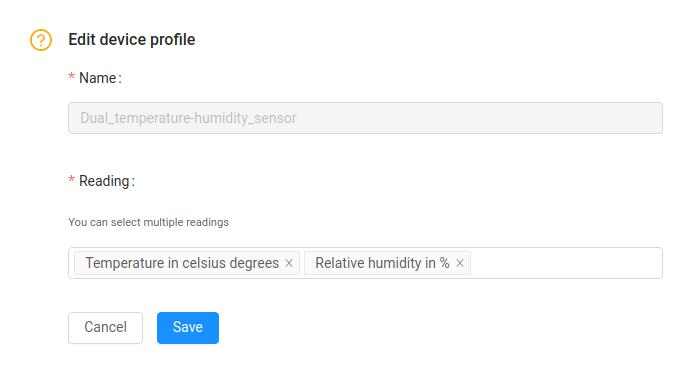 Edit device profile
* Name:
Dual_temperature-humidity_sensor
* Reading:
You can select multiple readings
Temperature in celsius degrees × Relative humidity in % ×
Cancel Save